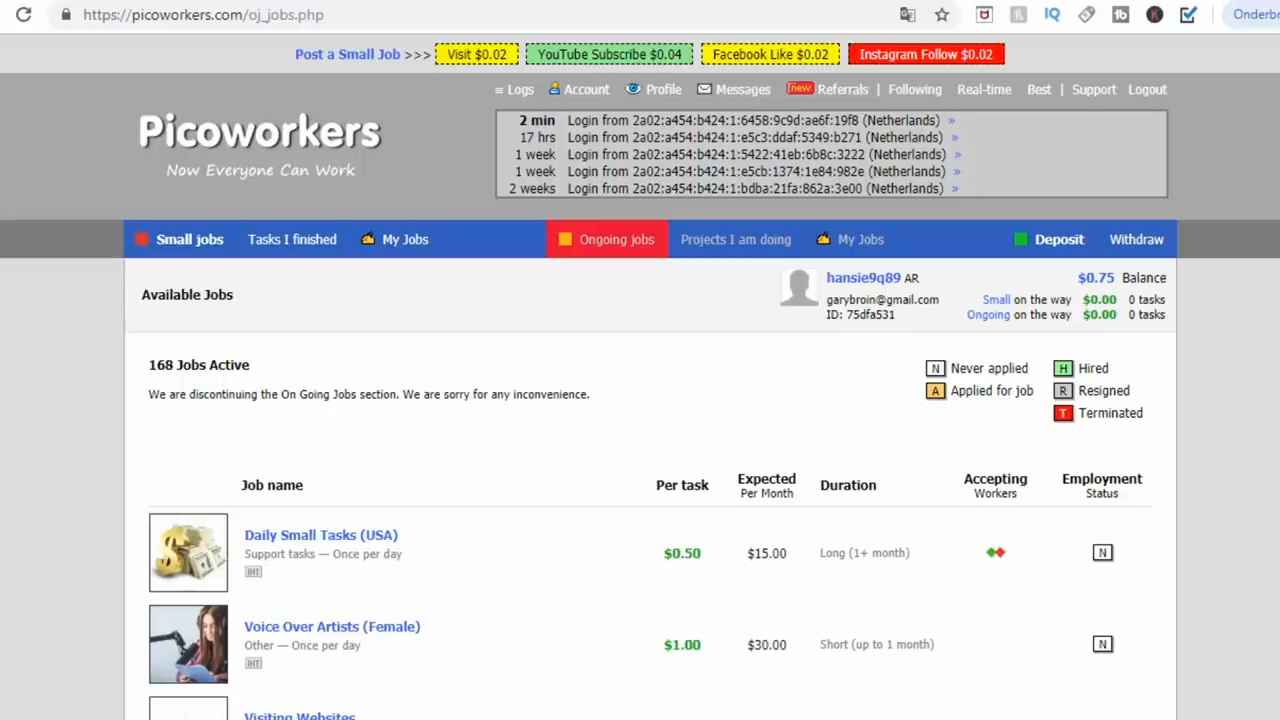 https://picoworkers.com/oj_jobs.php
Onderbr
Post a Small Job >>> Visit $0.02 YouTube Subscribe $0.04 Facebook Like $0.02 Instagram Follow $0.02
≡ Logs Account Profile Messages new Referrals | Following Real-time Best | Support Logout
Picoworkers
Now Everyone Can Work
2 min Login from 2a02:a454:b424:1:6458:9c9d:ae6f:19f8 (Netherlands) »
17 hrs Login from 2a02:a454:b424:1:e5c3:ddaf:5349:b271 (Netherlands) »
1 week Login from 2a02:a454:b424:1:5422:41eb:6b8c:3222 (Netherlands) »
1 week Login from 2a02:a454:b424:1:e5cb:1374:1e84:982e (Netherlands) »
2 weeks Login from 2a02:a454:b424:1:bdba:21fa:862a:3e00 (Netherlands) »
Small jobs Tasks I finished My Jobs Ongoing jobs Projects I am doing My Jobs Deposit Withdraw
Available Jobs
hansie9q89 AR
garybroin@gmail.com
ID: 75dfa531
$0.75 Balance
Small on the way $0.00 0 tasks
Ongoing on the way $0.00 0 tasks
168 Jobs Active
We are discontinuing the On Going Jobs section. We are sorry for any inconvenience.
N Never applied
A Applied for job
H Hired
R Resigned
T Terminated
Job name Per task Expected Per Month Duration Accepting Workers Employment Status
Daily Small Tasks (USA)
Support tasks — Once per day
INT
$0.50 $15.00 Long (1+ month) N
Voice Over Artists (Female)
Other — Once per day
INT
$1.00 $30.00 Short (up to 1 month) N
Visiting Websites